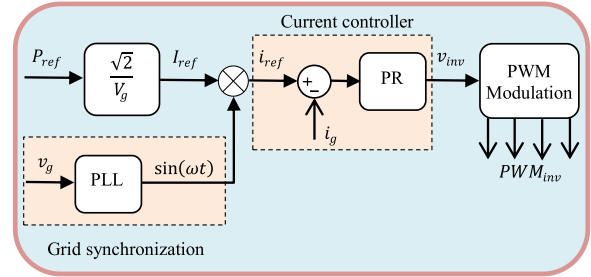 Current controller
P_ref
√2
V_g
I_ref
i_ref
+
−
PR
v_inv
PWM
Modulation
i_g
v_g
PLL
sin(ωt)
PWM_inv
Grid synchronization